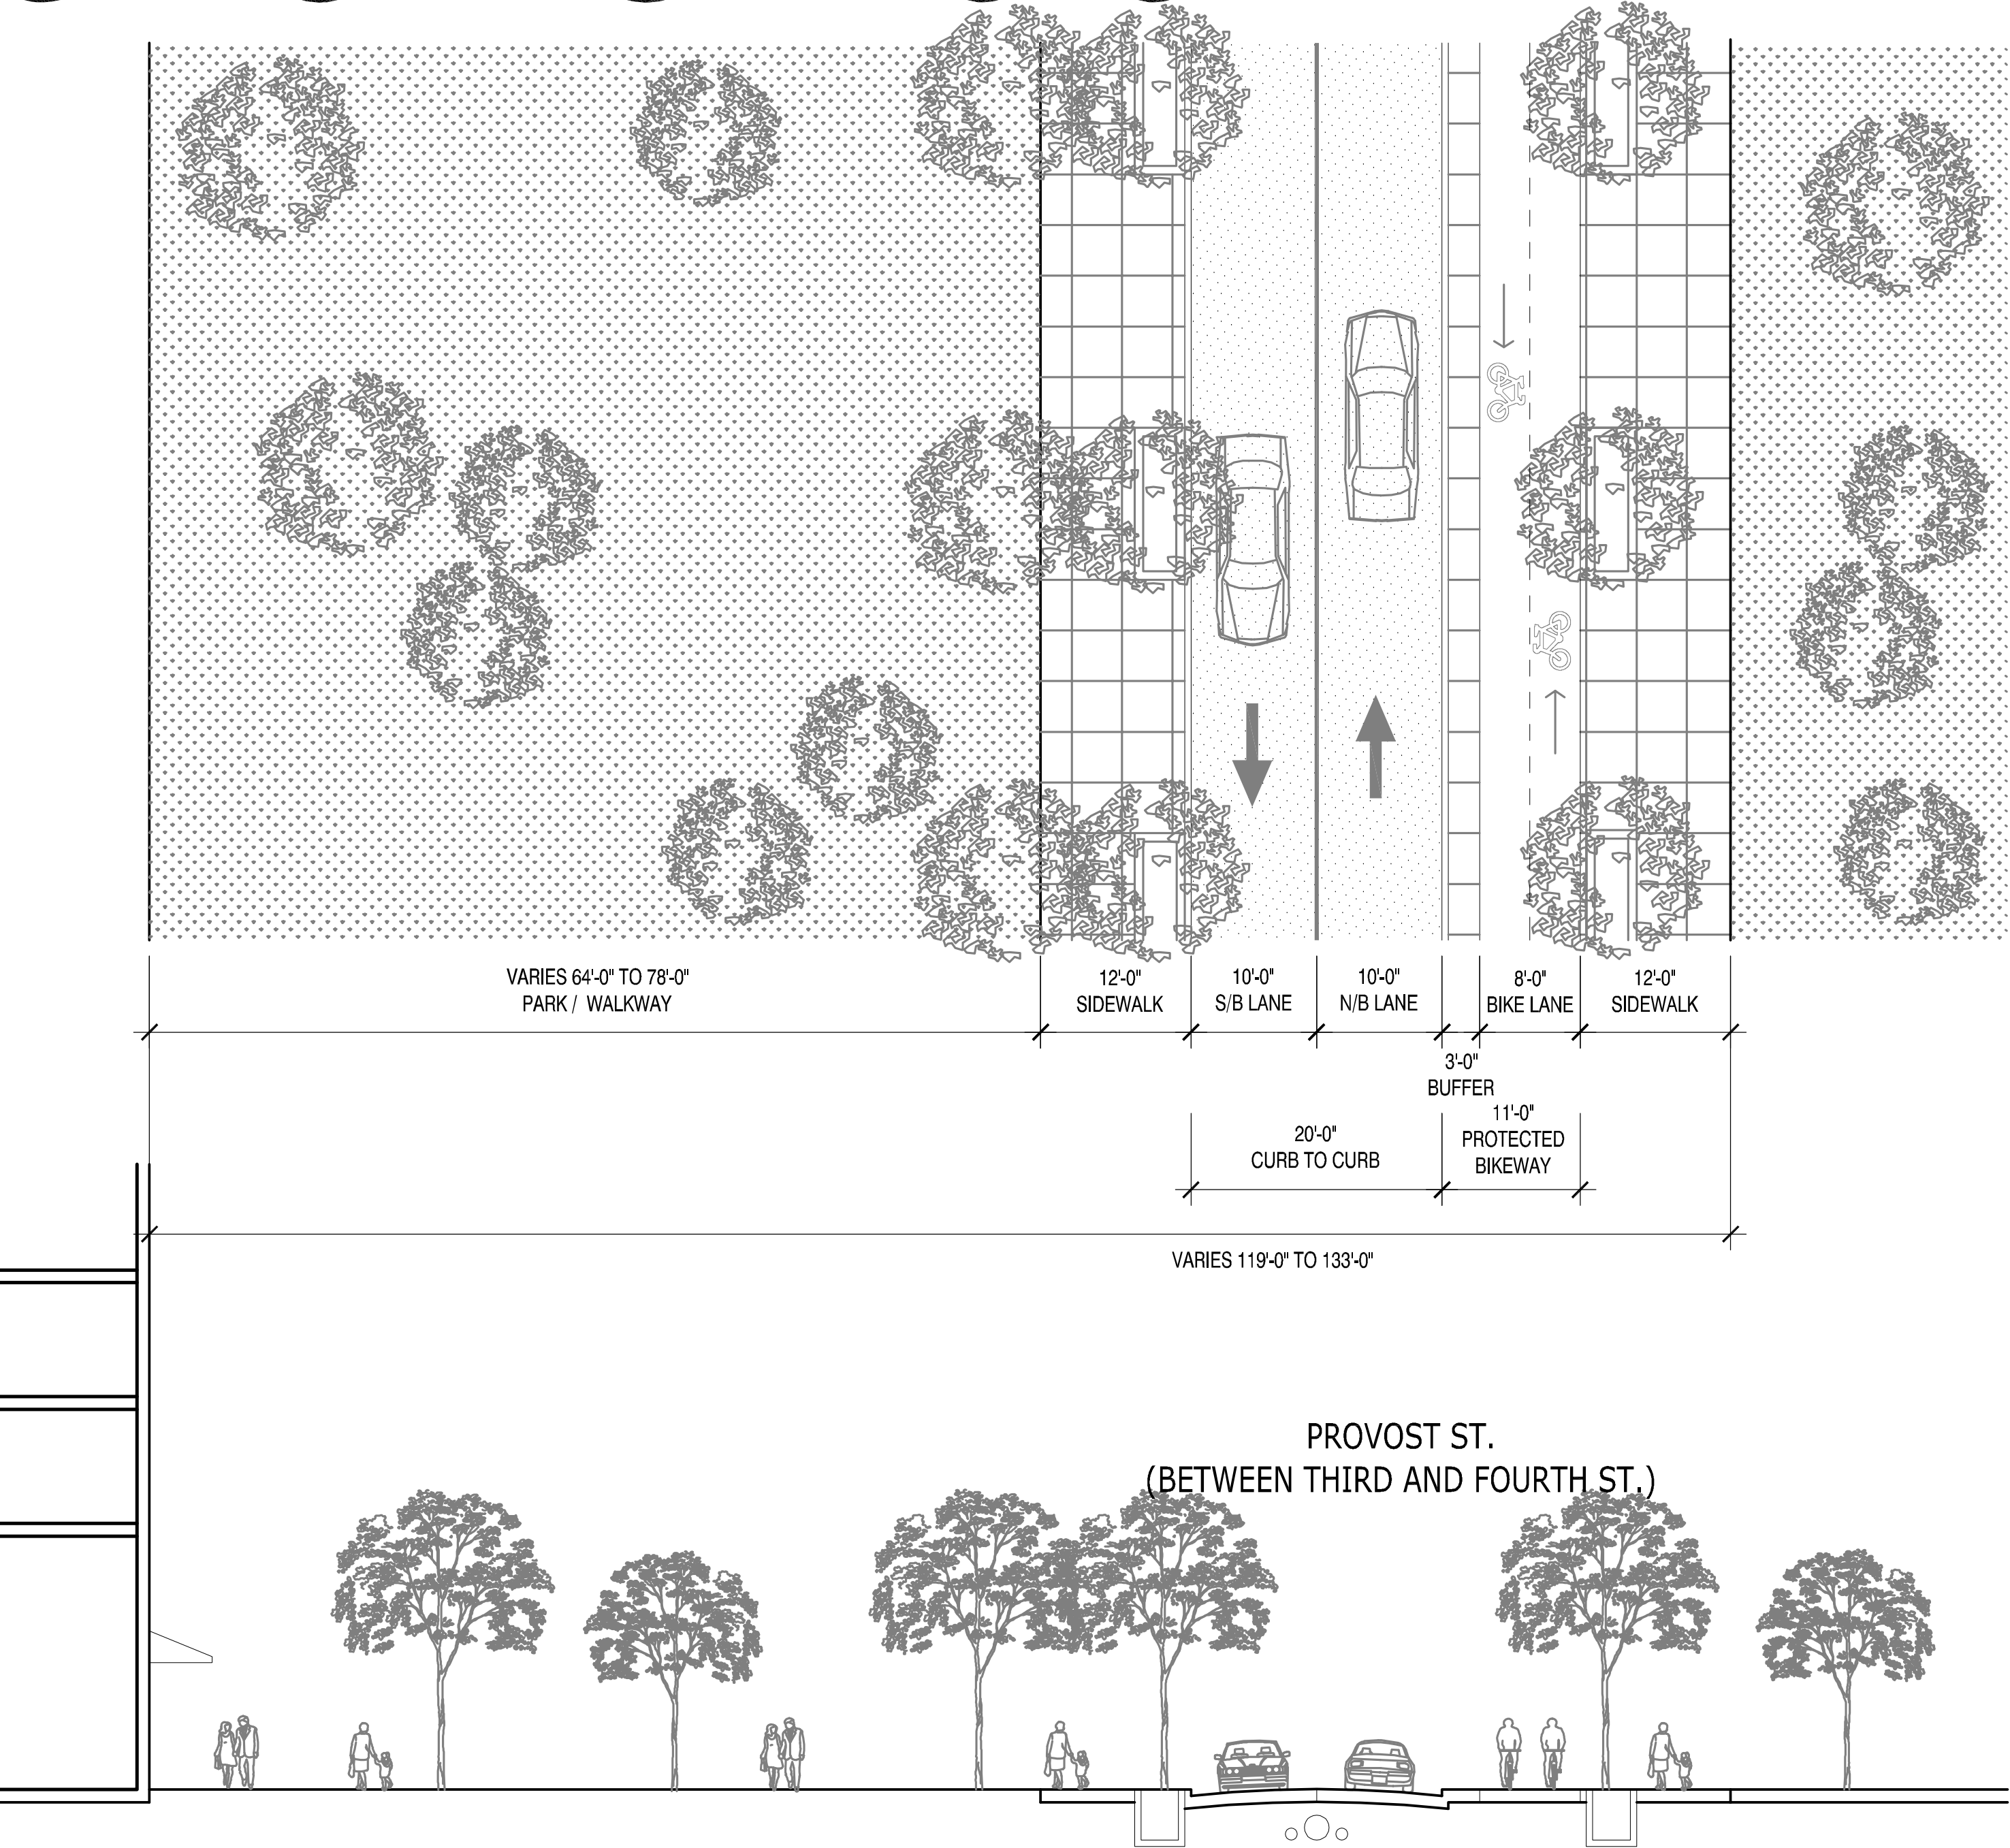 VARIES 64'-0" TO 78'-0"
PARK / WALKWAY
12'-0"
SIDEWALK
10'-0"
S/B LANE
10'-0"
N/B LANE
8'-0"
BIKE LANE
12'-0"
SIDEWALK
3'-0"
BUFFER
20'-0"
CURB TO CURB
11'-0"
PROTECTED
BIKEWAY
VARIES 119'-0" TO 133'-0"
PROVOST ST.
(BETWEEN THIRD AND FOURTH ST.)